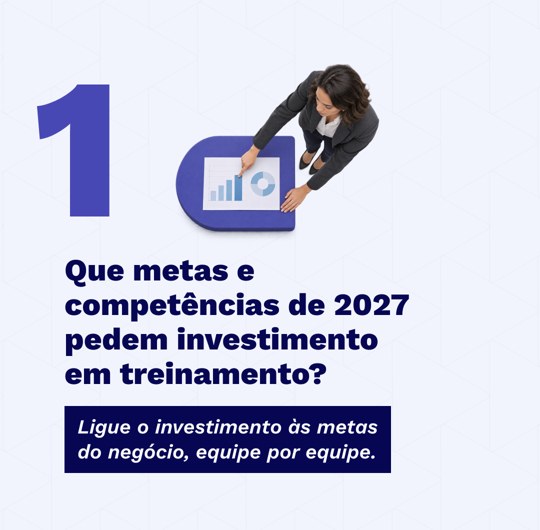 1
Que metas e
competências de 2027
pedem investimento
em treinamento?
Ligue o investimento às metas
do negócio, equipe por equipe.